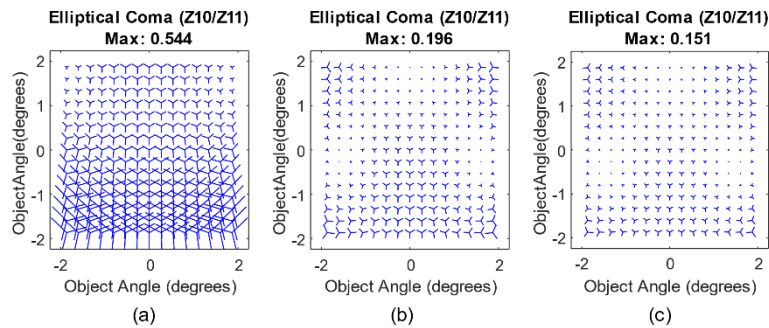 Elliptical Coma (Z10/Z11)
Max: 0.544
Elliptical Coma (Z10/Z11)
Max: 0.196
Elliptical Coma (Z10/Z11)
Max: 0.151
ObjectAngle(degrees)
2
1
0
-1
-2
-2
0
2
Object Angle (degrees)
(a)
ObjectAngle(degrees)
2
1
0
-1
-2
-2
0
2
Object Angle (degrees)
(b)
ObjectAngle(degrees)
2
1
0
-1
-2
-2
0
2
Object Angle (degrees)
(c)